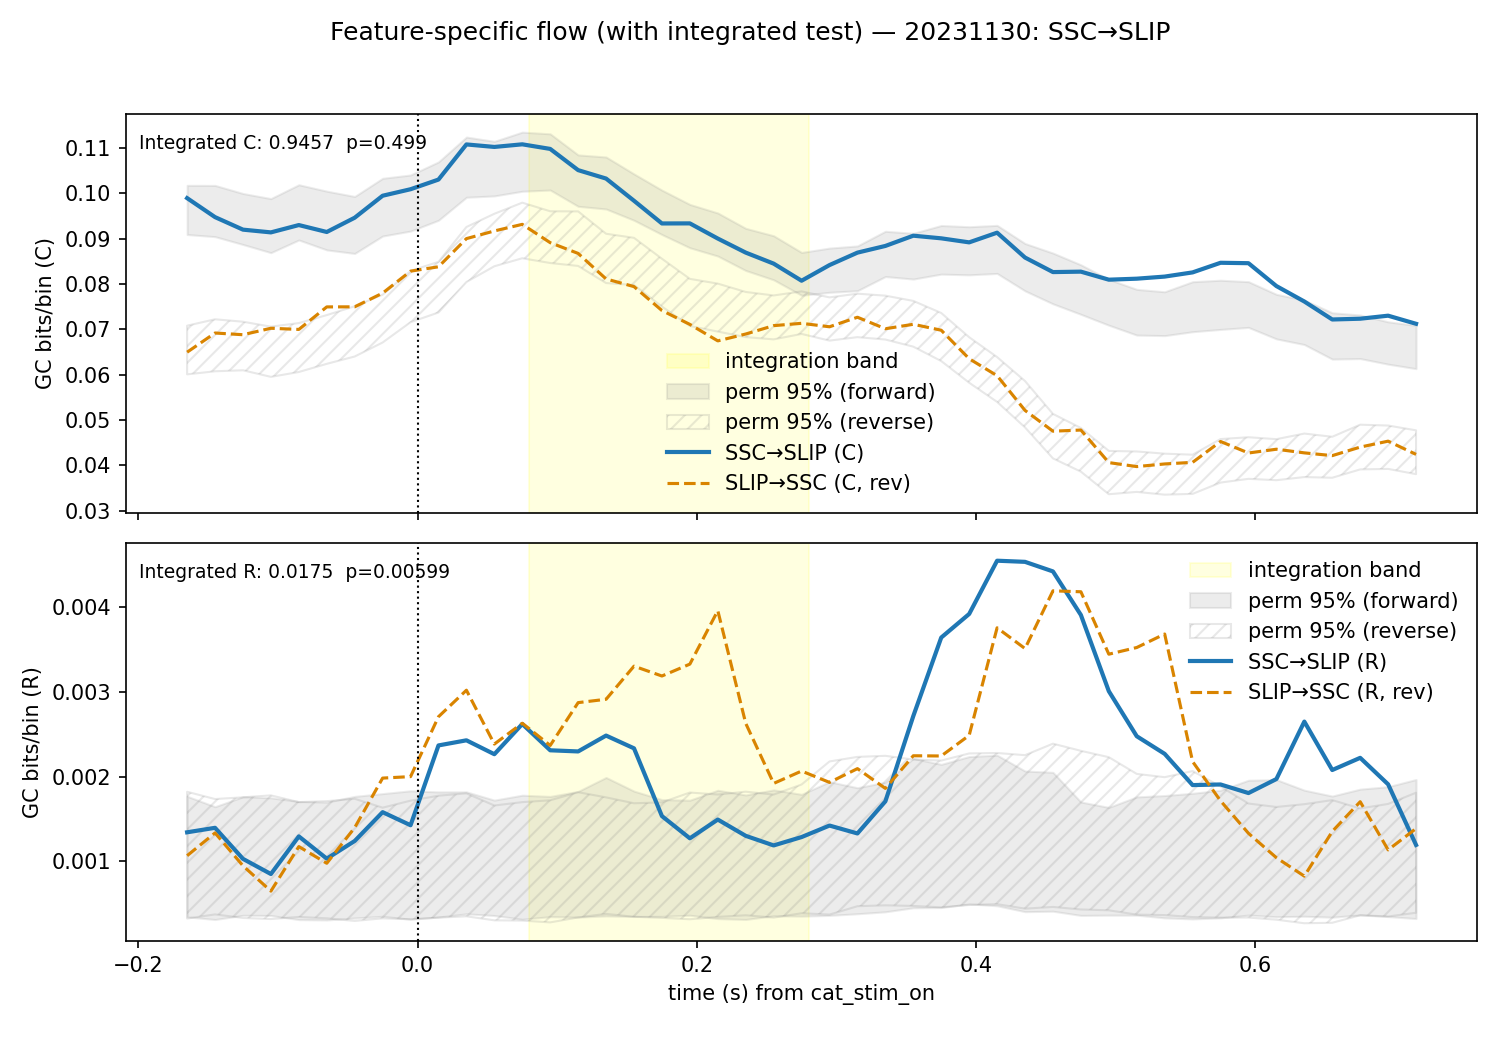 Feature-specific flow (with integrated test) — 20231130: SSC→SLIP
Integrated C: 0.9457  p=0.499
GC bits/bin (C)
0.11
0.10
0.09
0.08
0.07
0.06
0.05
0.04
0.03
integration band
perm 95% (forward)
perm 95% (reverse)
SSC→SLIP (C)
SLIP→SSC (C, rev)
Integrated R: 0.0175  p=0.00599
GC bits/bin (R)
0.004
0.003
0.002
0.001
integration band
perm 95% (forward)
perm 95% (reverse)
SSC→SLIP (R)
SLIP→SSC (R, rev)
−0.2 0.0 0.2 0.4 0.6
time (s) from cat_stim_on